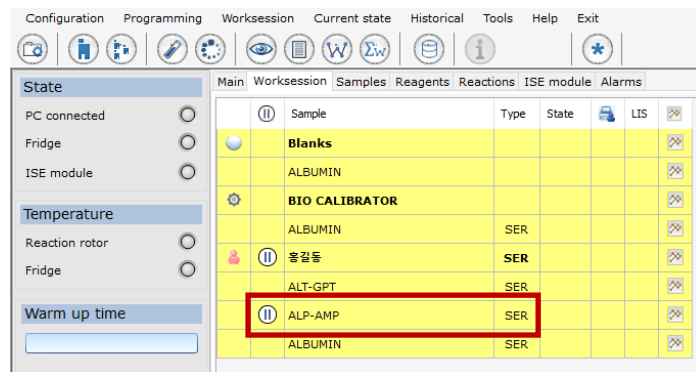 Configuration Programming Worksession Current state Historical Tools Help Exit
State
PC connected
Fridge
ISE module
Temperature
Reaction rotor
Fridge
Warm up time
Main Worksession Samples Reagents Reactions ISE module Alarms
Sample Type State LIS
Blanks
ALBUMIN
BIO CALIBRATOR
ALBUMIN SER
홍길동 SER
ALT-GPT SER
ALP-AMP SER
ALBUMIN SER